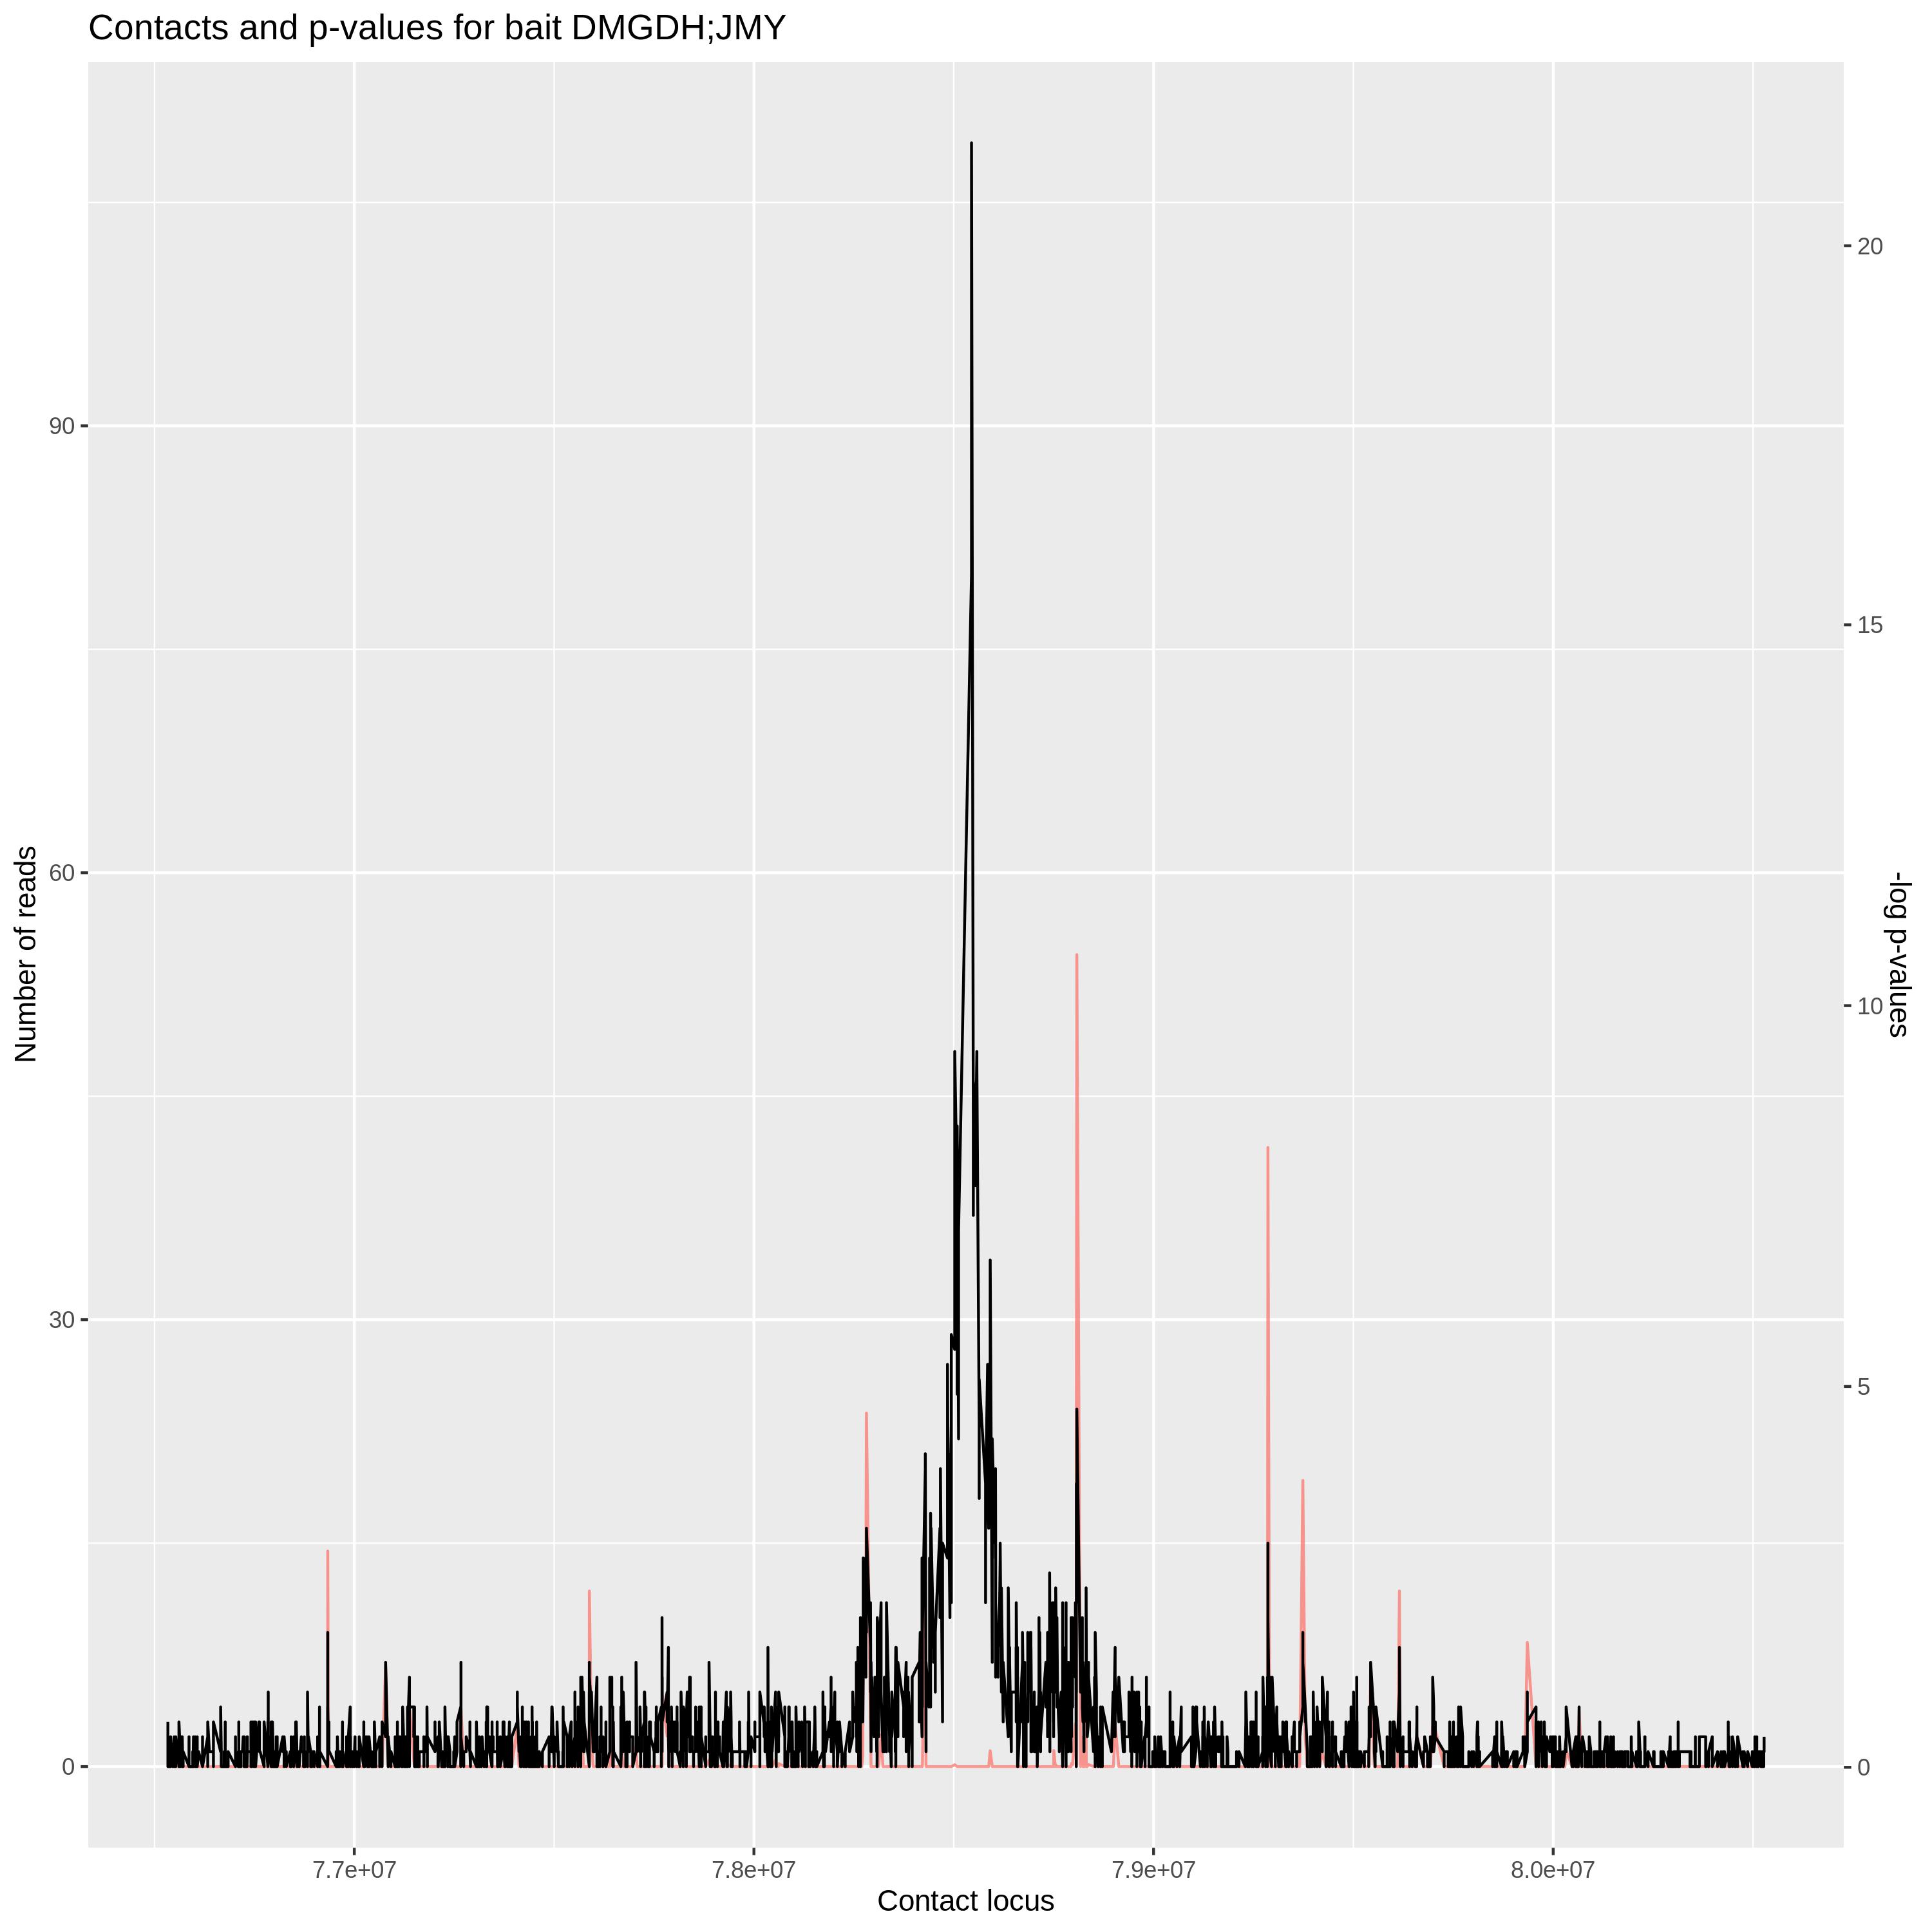 Contacts and p-values for bait DMGDH;JMY
90
60
30
0
Number of reads
20
15
10
5
0
-log p-values
7.7e+07
7.8e+07
7.9e+07
8.0e+07
Contact locus